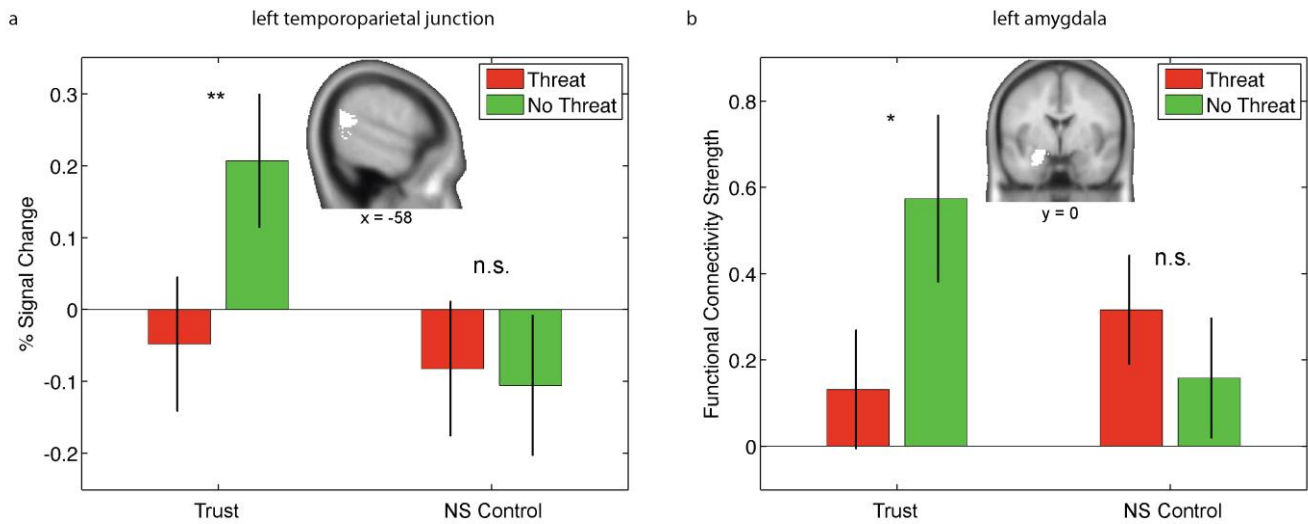 a
left temporoparietal junction
0.3
0.2
0.1
0
-0.1
-0.2
% Signal Change
**
Threat
No Threat
x = -58
n.s.
Trust
NS Control
b
left amygdala
0.8
0.6
0.4
0.2
0
Functional Connectivity Strength
*
Threat
No Threat
y = 0
n.s.
Trust
NS Control